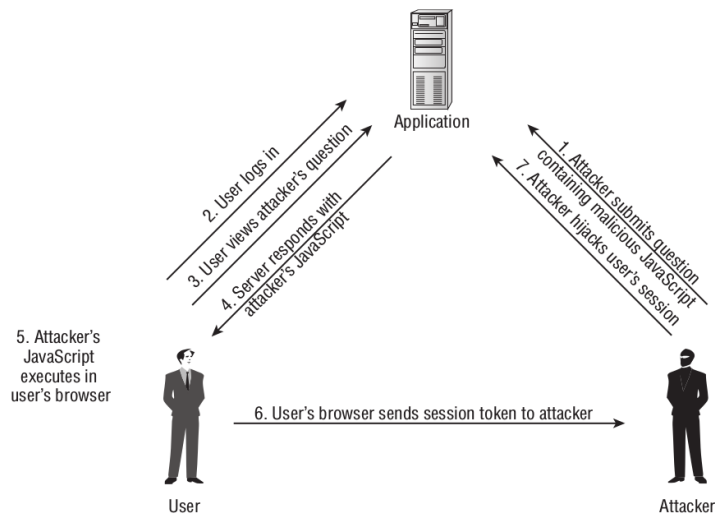 Application
1. Attacker submits question
containing malicious JavaScript
7. Attacker hijacks user's session
2. User logs in
3. User views attacker's question
4. Server responds with
attacker's JavaScript
5. Attacker's
JavaScript
executes in
user's browser
6. User's browser sends session token to attacker
User
Attacker